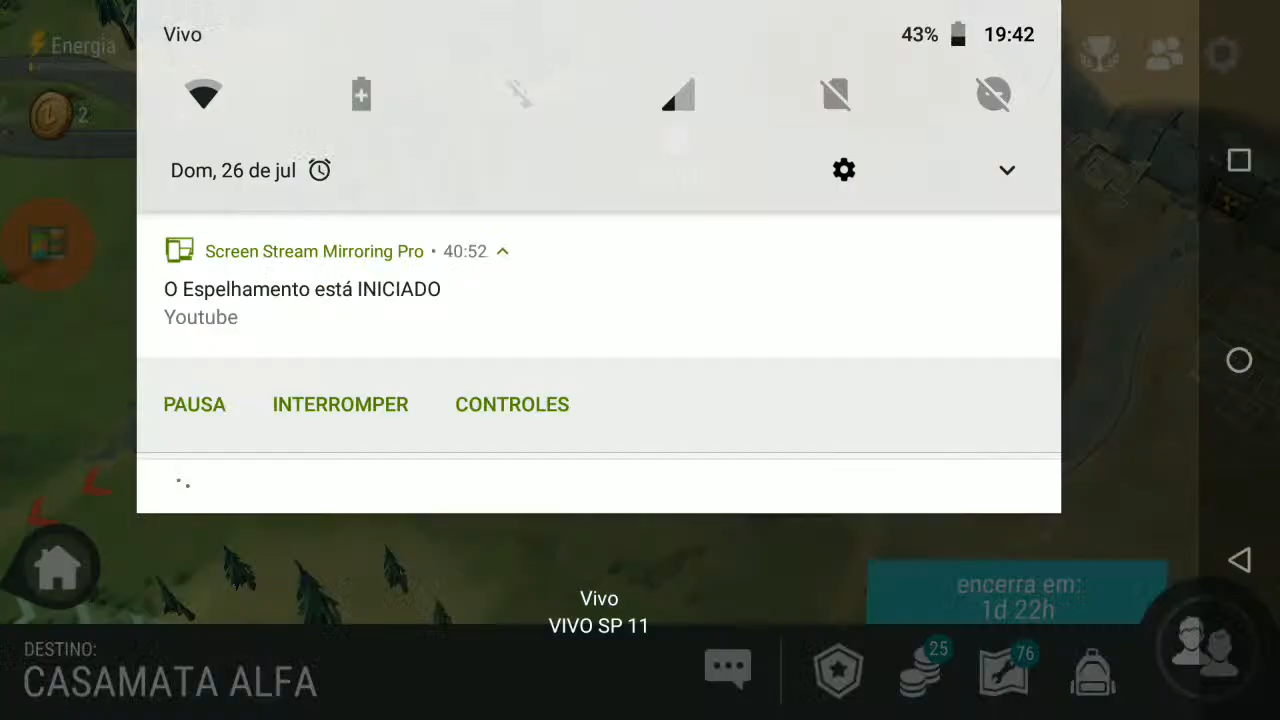 Vivo
43%
19:42
Energia
2
Dom, 26 de jul
Screen Stream Mirroring Pro • 40:52
O Espelhamento está INICIADO
Youtube
PAUSA
INTERROMPER
CONTROLES
encerra em:
1d 22h
Vivo
VIVO SP 11
DESTINO:
CASAMATA ALFA
25
76